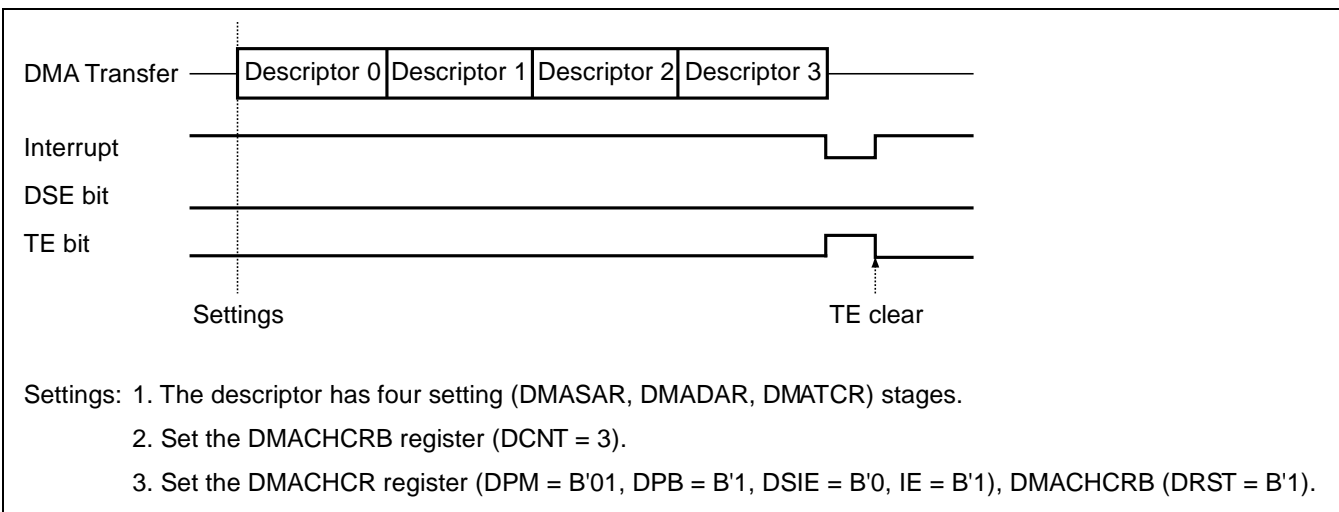 DMA Transfer Descriptor 0 Descriptor 1 Descriptor 2 Descriptor 3
Interrupt
DSE bit
TE bit
Settings TE clear
Settings: 1. The descriptor has four setting (DMASAR, DMADAR, DMATCR) stages.
2. Set the DMACHCRB register (DCNT = 3).
3. Set the DMACHCR register (DPM = B'01, DPB = B'1, DSIE = B'0, IE = B'1), DMACHCRB (DRST = B'1).